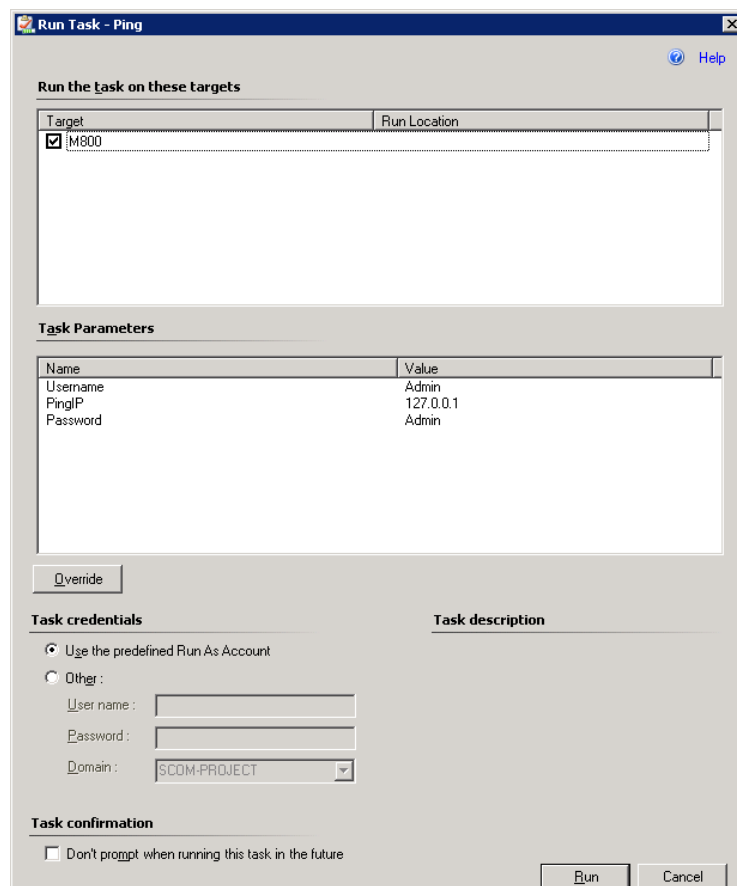 Run Task - Ping
Help
Run the task on these targets
Target Run Location
M800
Task Parameters
Name Value
Username Admin
PingIP 127.0.0.1
Password Admin
Override
Task credentials Task description
Use the predefined Run As Account
Other :
User name :
Password :
Domain : SCOM-PROJECT
Task confirmation
Don't prompt when running this task in the future
Run Cancel